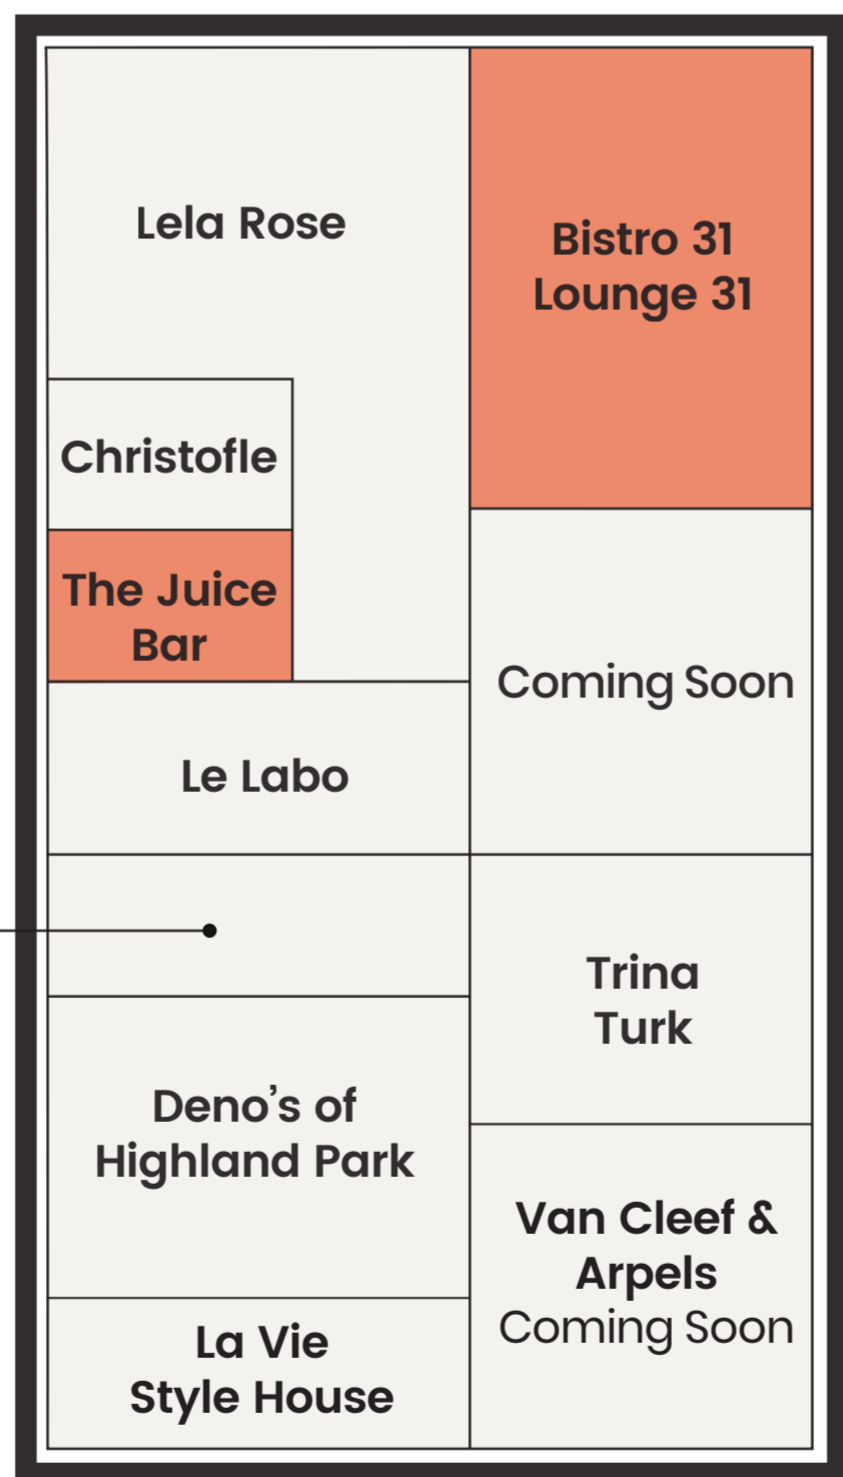 Lela Rose
Bistro 31
Lounge 31
Christofle
The Juice
Bar
Coming Soon
Le Labo
Trina
Turk
Deno’s of
Highland Park
Van Cleef &
Arpels
Coming Soon
La Vie
Style House